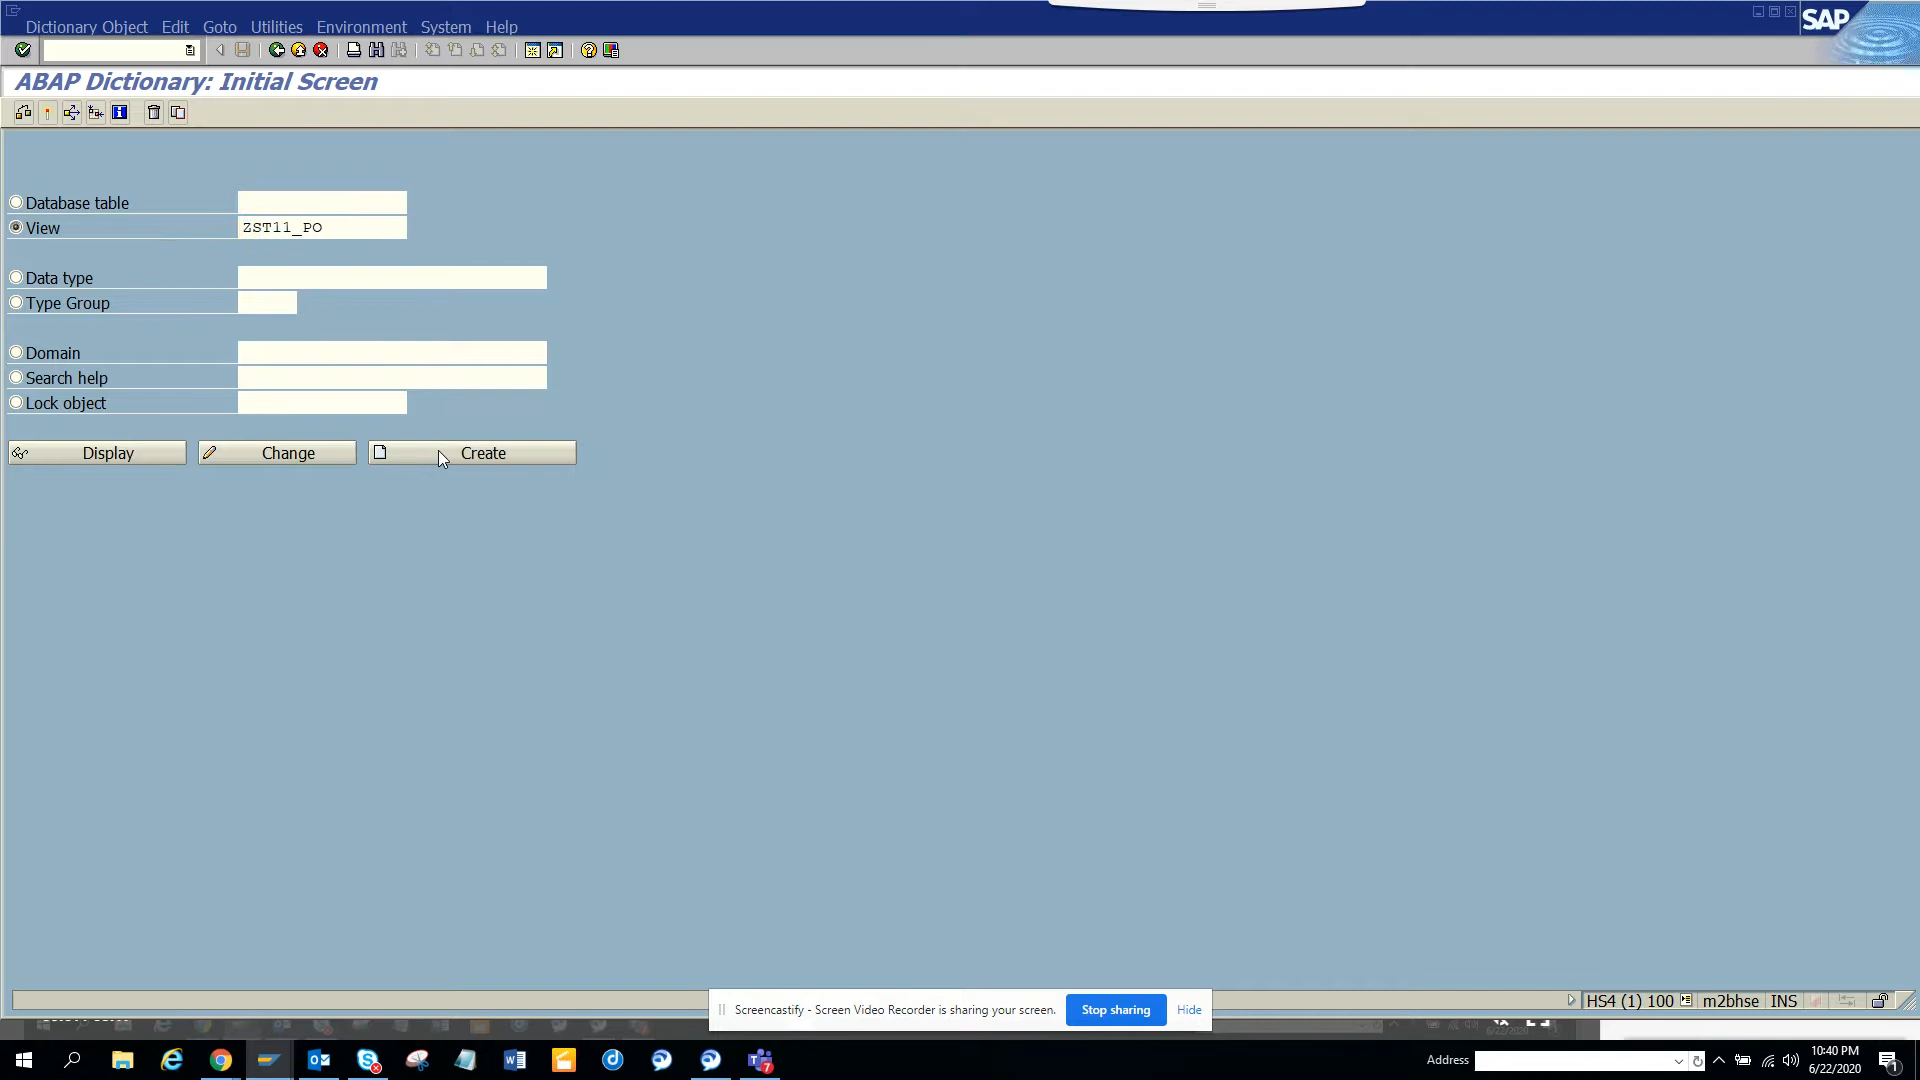 Dictionary Object Edit Goto Utilities Environment System Help
SAP
ABAP Dictionary: Initial Screen
Database table
View ZST11_PO
Data type
Type Group
Domain
Search help
Lock object
Display Change Create
Screencastify - Screen Video Recorder is sharing your screen. Stop sharing Hide
HS4 (1) 100 m2bhse INS
Address
10:40 PM
6/22/2020
7
1